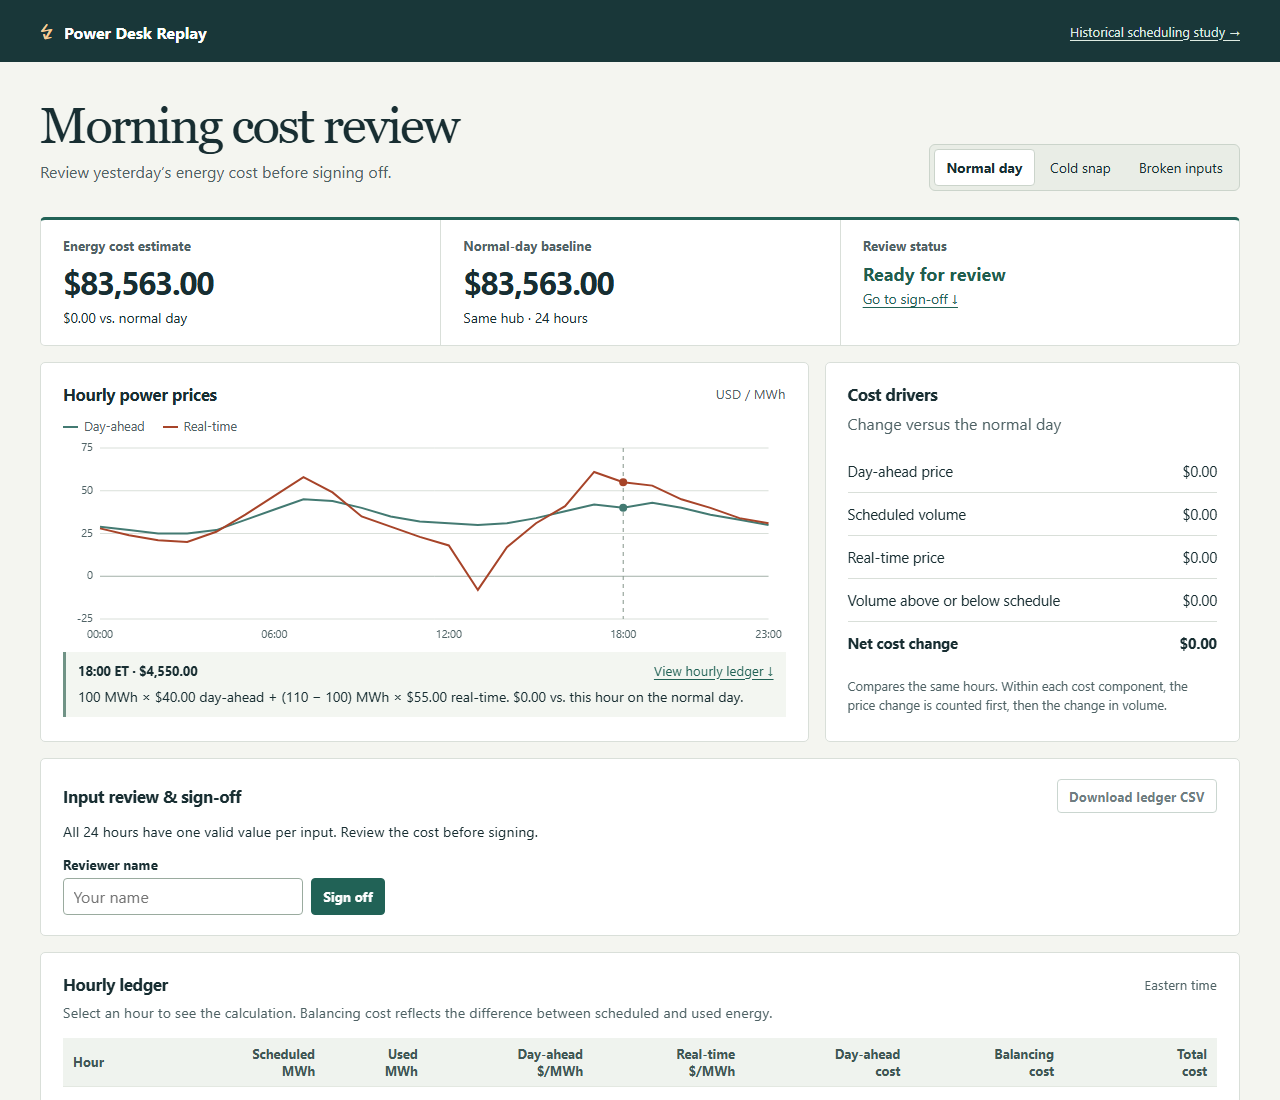 Power Desk Replay
Historical scheduling study →
Morning cost review
Review yesterday's energy cost before signing off.
Normal day
Cold snap
Broken inputs
Energy cost estimate
$83,563.00
$0.00 vs. normal day
Normal-day baseline
$83,563.00
Same hub · 24 hours
Review status
Ready for review
Go to sign-off ↓
Hourly power prices
USD / MWh
Day-ahead
Real-time
75
50
25
0
-25
00:00
06:00
12:00
18:00
23:00
18:00 ET · $4,550.00
View hourly ledger ↓
100 MWh × $40.00 day-ahead + (110 − 100) MWh × $55.00 real-time. $0.00 vs. this hour on the normal day.
Cost drivers
Change versus the normal day
Day-ahead price $0.00
Scheduled volume $0.00
Real-time price $0.00
Volume above or below schedule $0.00
Net cost change $0.00
Compares the same hours. Within each cost component, the
price change is counted first, then the change in volume.
Input review & sign-off
Download ledger CSV
All 24 hours have one valid value per input. Review the cost before signing.
Reviewer name
Your name
Sign off
Hourly ledger
Eastern time
Select an hour to see the calculation. Balancing cost reflects the difference between scheduled and used energy.
Hour
Scheduled
MWh
Used
MWh
Day-ahead
$/MWh
Real-time
$/MWh
Day-ahead
cost
Balancing
cost
Total
cost